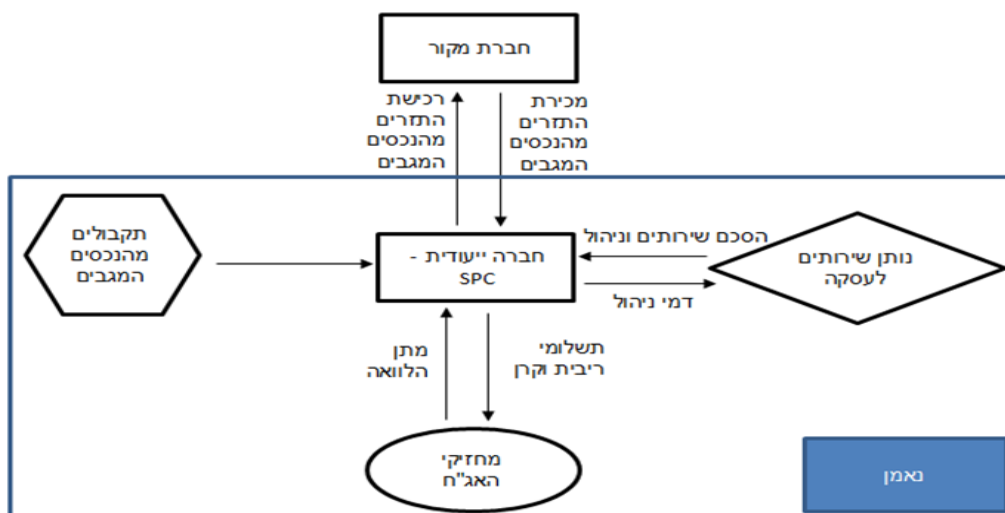 חברת מקור
רכישת
התזרים
מהנכסים
המגבים
מכירת
התזרים
מהנכסים
המגבים
תקבולים
מהנכסים
המגבים
חברה ייעודית -
SPC
הסכם שירותים וניהול
דמי ניהול
נותן שירותים
לעסקה
מתן
הלוואה
תשלומי
ריבית וקרן
מחזיקי
האג"ח
נאמן